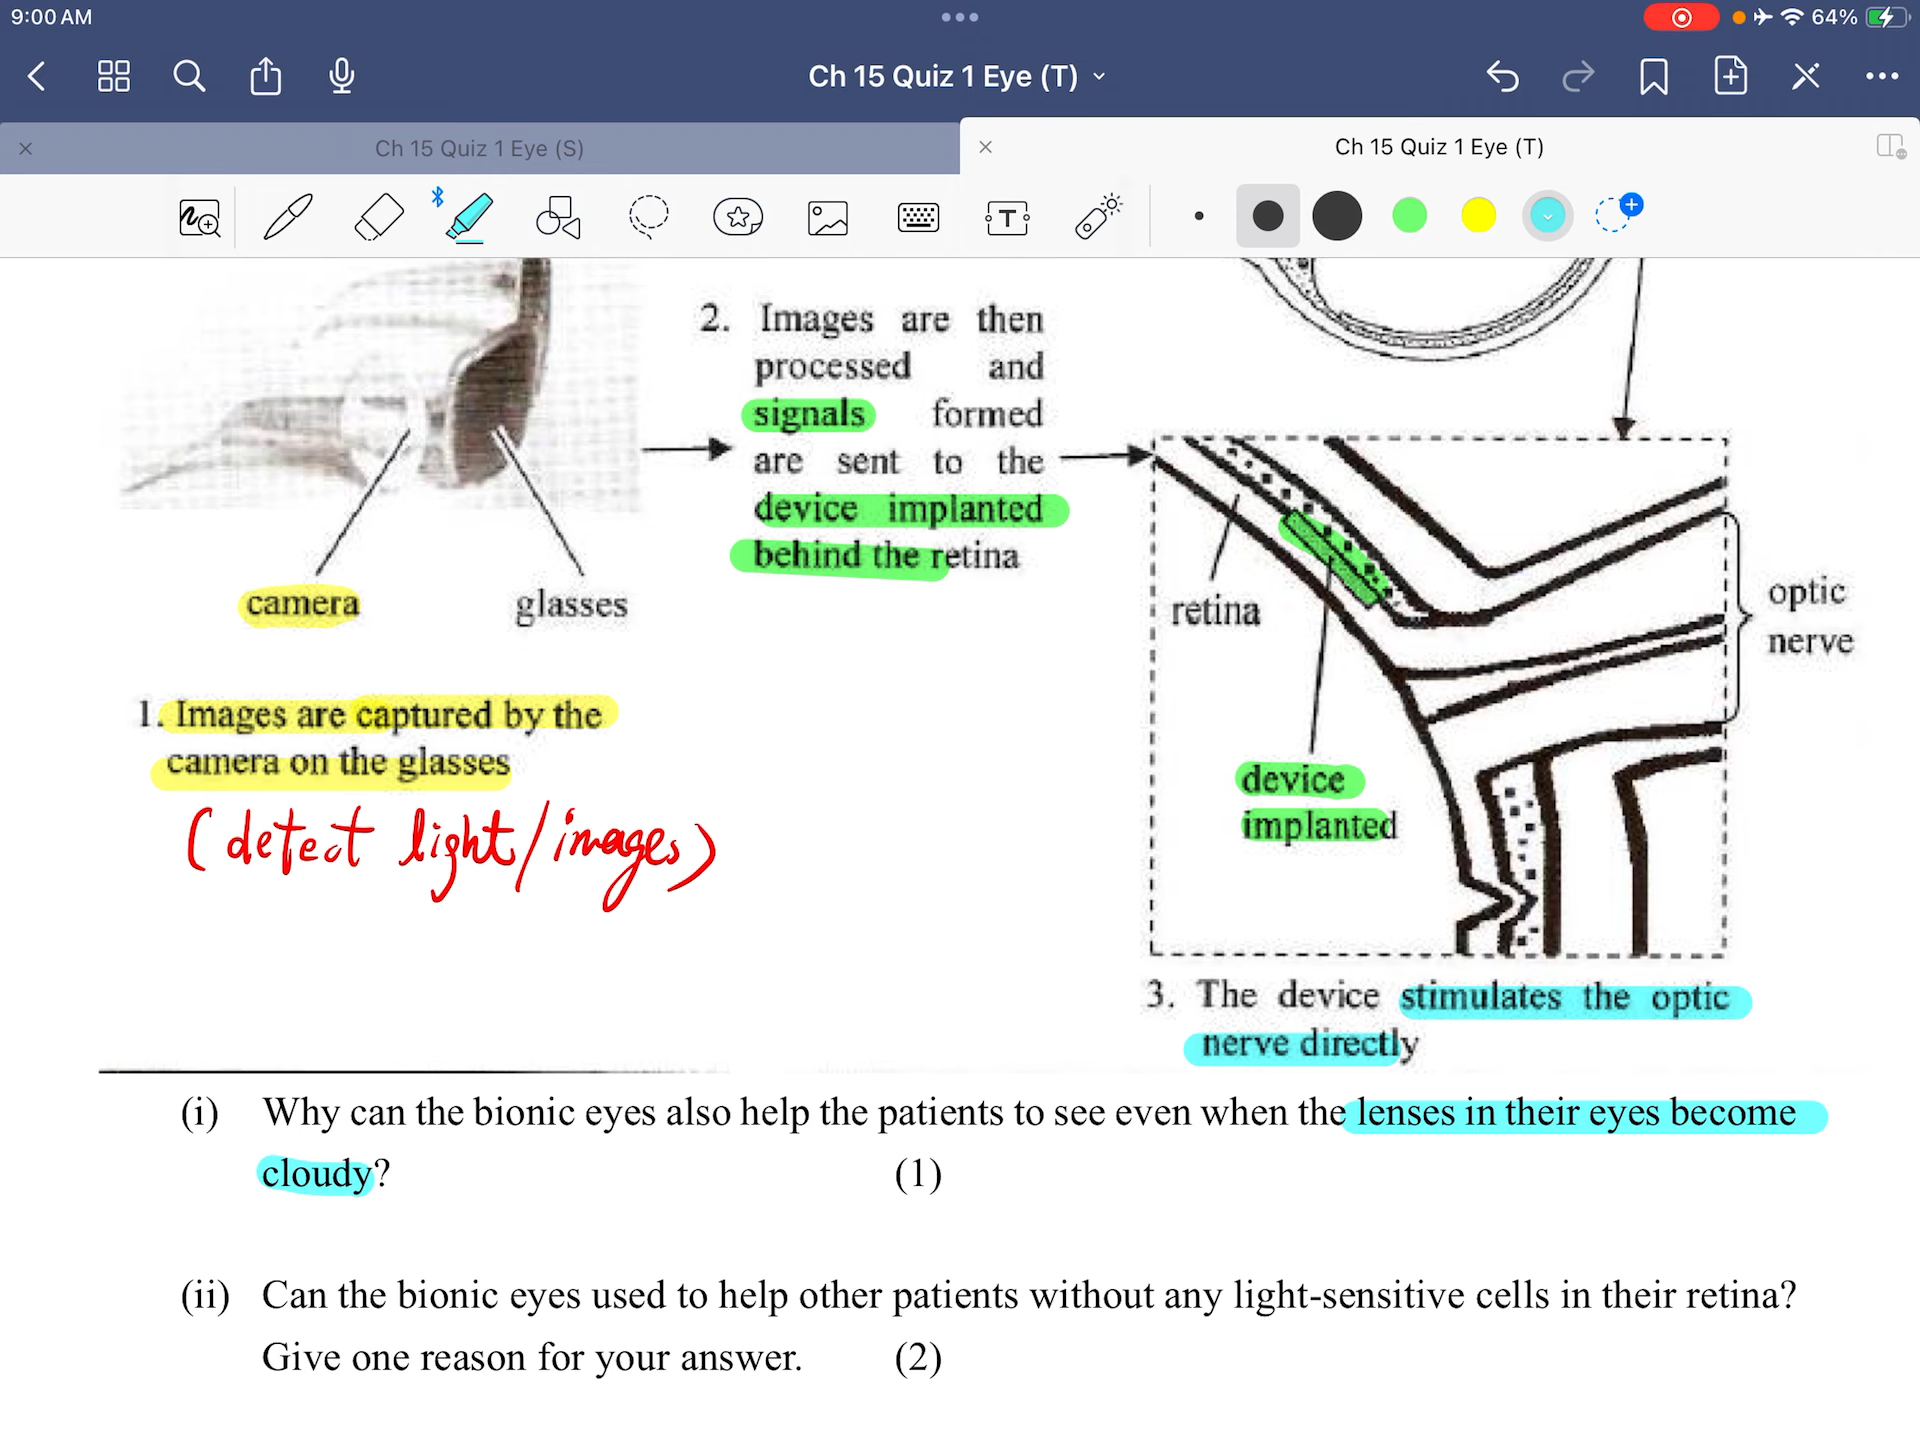 9:00 AM
64%
Ch 15 Quiz 1 Eye (T)
Ch 15 Quiz 1 Eye (S)
Ch 15 Quiz 1 Eye (T)
T
2. Images are then
processed and
signals formed
are sent to the
device implanted
behind the retina
camera
glasses
1. Images are captured by the
camera on the glasses
(detect light/images)
retina
optic
nerve
device
implanted
3. The device stimulates the optic
nerve directly
(i) Why can the bionic eyes also help the patients to see even when the lenses in their eyes become
cloudy? (1)
(ii) Can the bionic eyes used to help other patients without any light-sensitive cells in their retina?
Give one reason for your answer. (2)